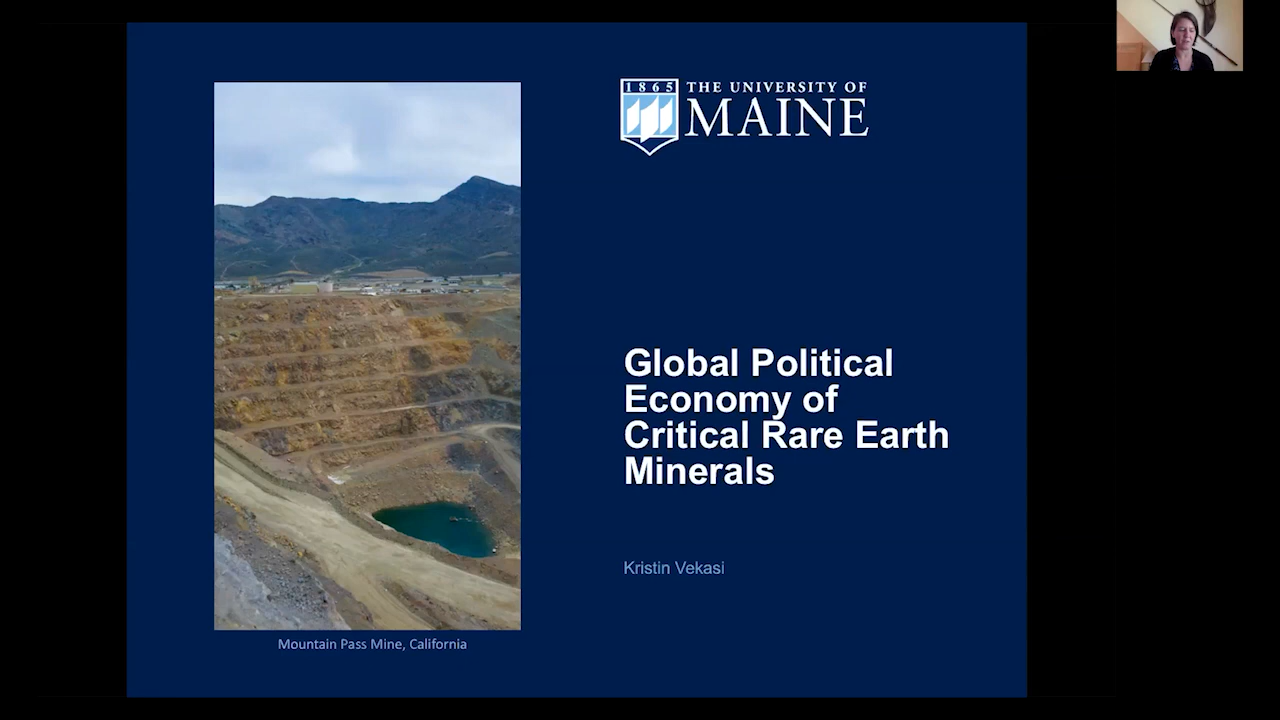 1865
THE UNIVERSITY OF
MAINE
Global Political
Economy of
Critical Rare Earth
Minerals
Kristin Vekasi
Mountain Pass Mine, California